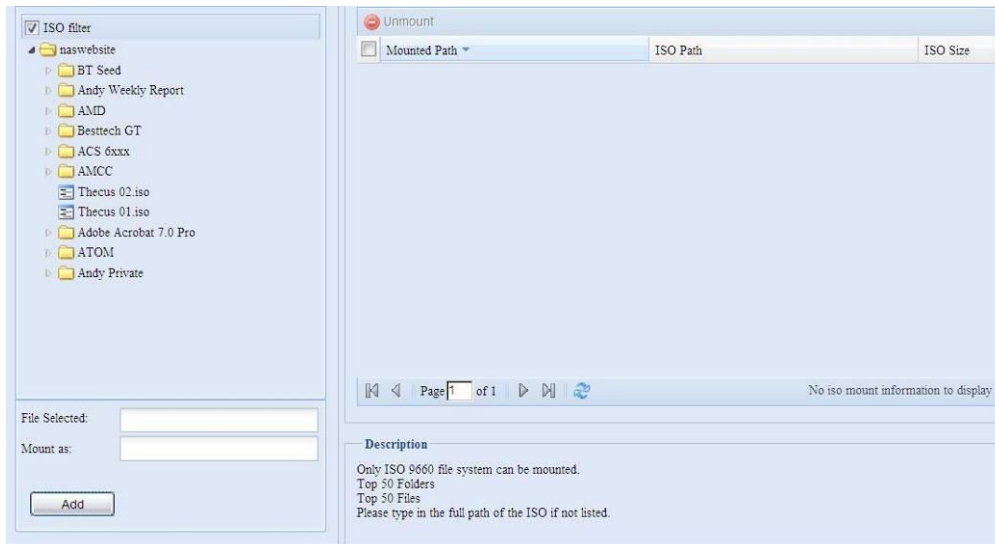 ISO filter
naswebsite
BT Seed
Andy Weekly Report
AMD
Besttech GT
ACS 6xxx
AMCC
Thecus 02.iso
Thecus 01.iso
Adobe Acrobat 7.0 Pro
ATOM
Andy Private
File Selected:
Mount as:
Add
Unmount
Mounted Path ISO Path ISO Size
Page 1 of 1 No iso mount information to display
Description
Only ISO 9660 file system can be mounted.
Top 50 Folders
Top 50 Files
Please type in the full path of the ISO if not listed.